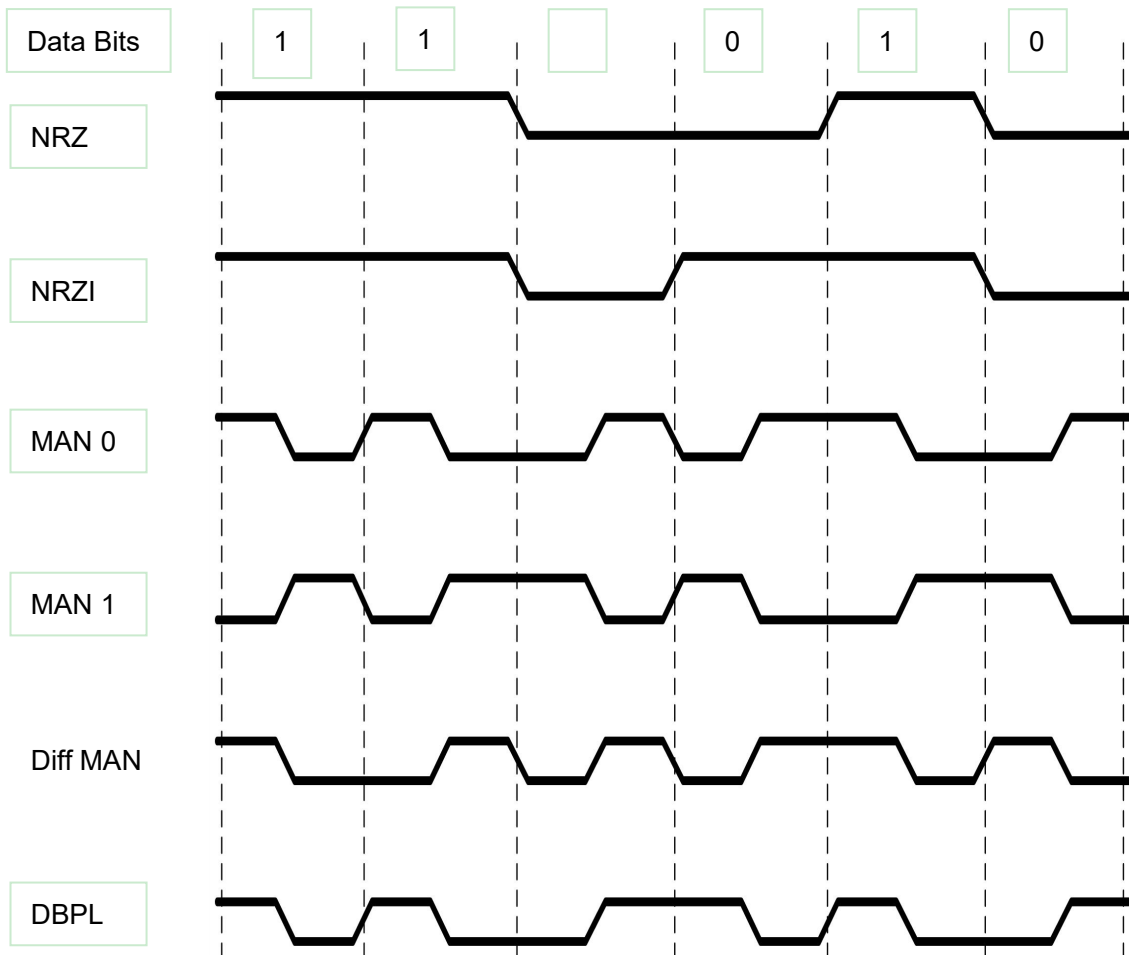 Data Bits 1 1 0 1 0
NRZ
NRZI
MAN 0
MAN 1
Diff MAN
DBPL